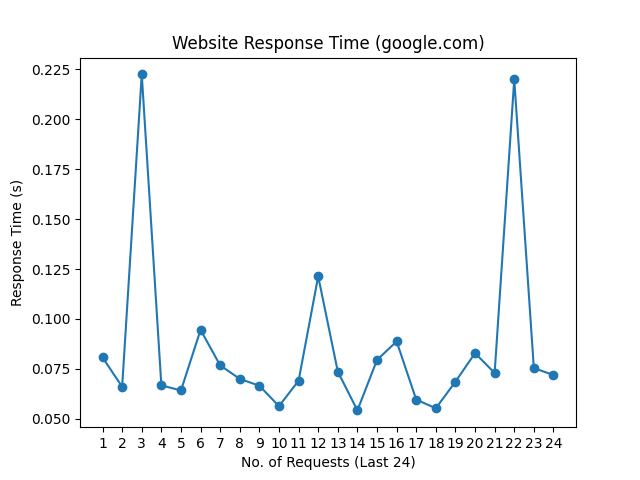 Website Response Time (google.com)
0.225
0.200
0.175
0.150
0.125
0.100
0.075
0.050
Response Time (s)
1 2 3 4 5 6 7 8 9 10 11 12 13 14 15 16 17 18 19 20 21 22 23 24
No. of Requests (Last 24)